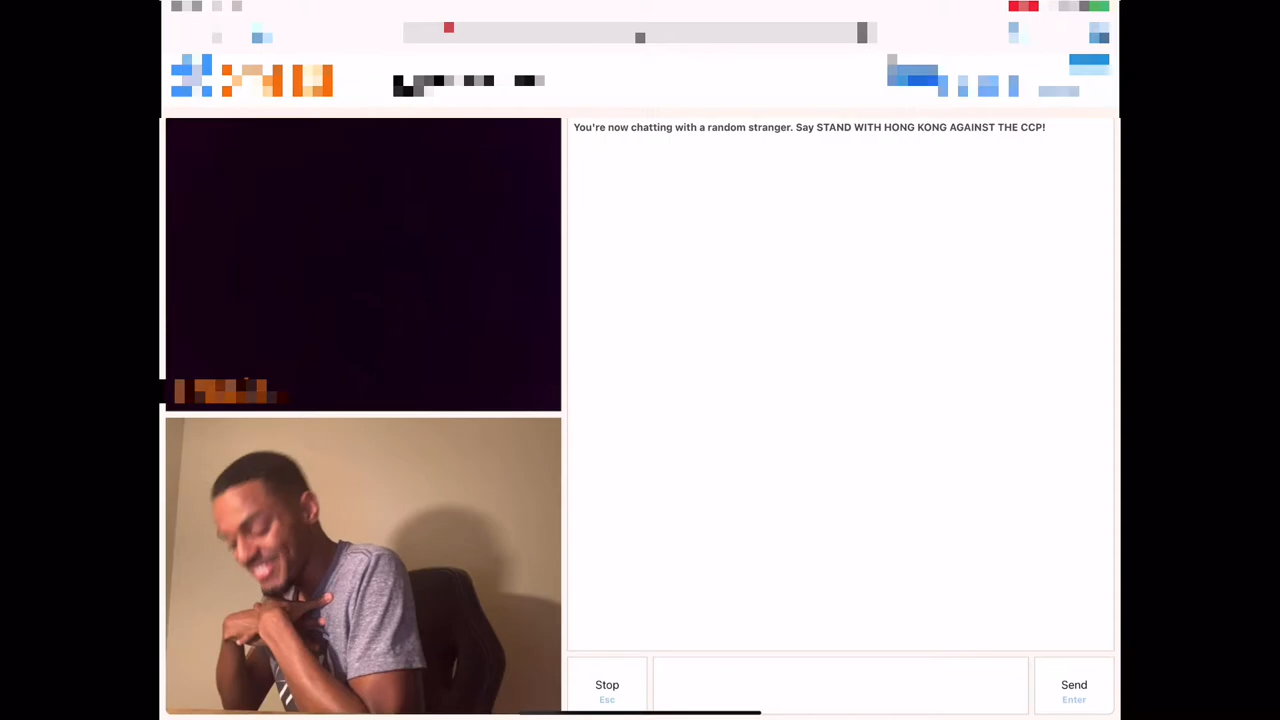 You're now chatting with a random stranger. Say STAND WITH HONG KONG AGAINST THE CCP!
Stop
Esc
Send
Enter